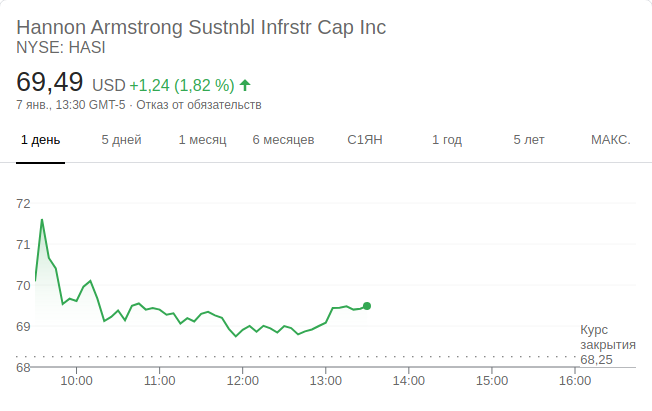 Hannon Armstrong Sustnbl Infrstr Cap Inc
NYSE: HASI
69,49 USD +1,24 (1,82 %)
7 янв., 13:30 GMT-5 · Отказ от обязательств
1 день 5 дней 1 месяц 6 месяцев С1ЯН 1 год 5 лет МАКС.
72
71
70
69
68
Курс
закрытия
68,25
10:00 11:00 12:00 13:00 14:00 15:00 16:00